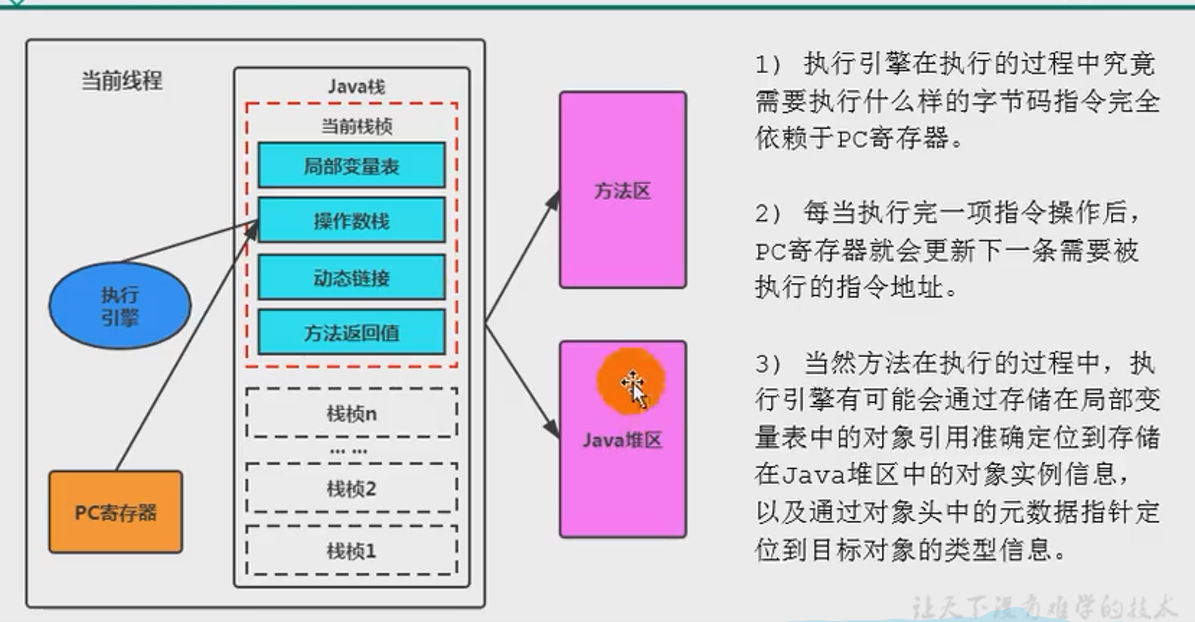 当前线程
Java栈
当前栈桢
局部变量表
操作数栈
动态链接
方法返回值
栈桢n
... ...
栈桢2
栈桢1
执行
引擎
PC寄存器
方法区
Java堆区
1） 执行引擎在执行的过程中究竟
需要执行什么样的字节码指令完全
依赖于PC寄存器。
2） 每当执行完一项指令操作后，
PC寄存器就会更新下一条需要被
执行的指令地址。
3） 当然方法在执行的过程中，执
行引擎有可能会通过存储在局部变
量表中的对象引用准确定位到存储
在Java堆区中的对象实例信息，
以及通过对象头中的元数据指针定
位到目标对象的类型信息。
让天下没有难学的技术